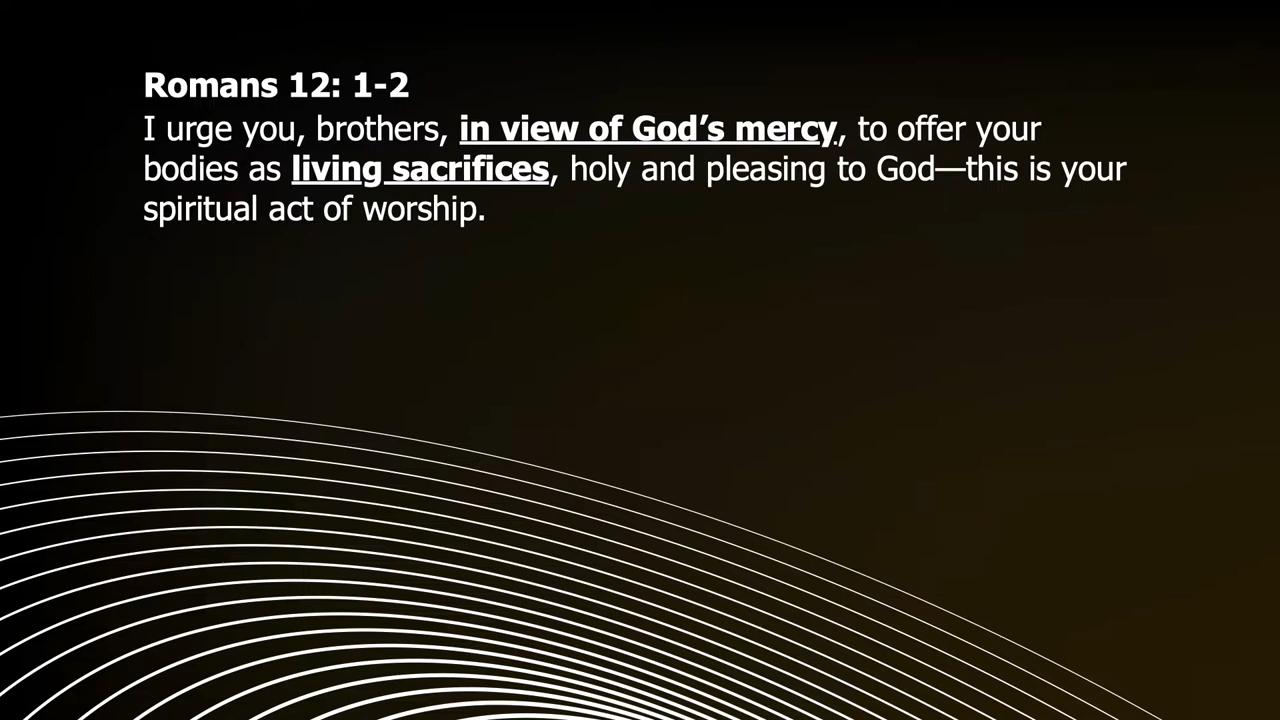 Romans 12: 1-2
I urge you, brothers, in view of God’s mercy, to offer your
bodies as living sacrifices, holy and pleasing to God—this is your
spiritual act of worship.